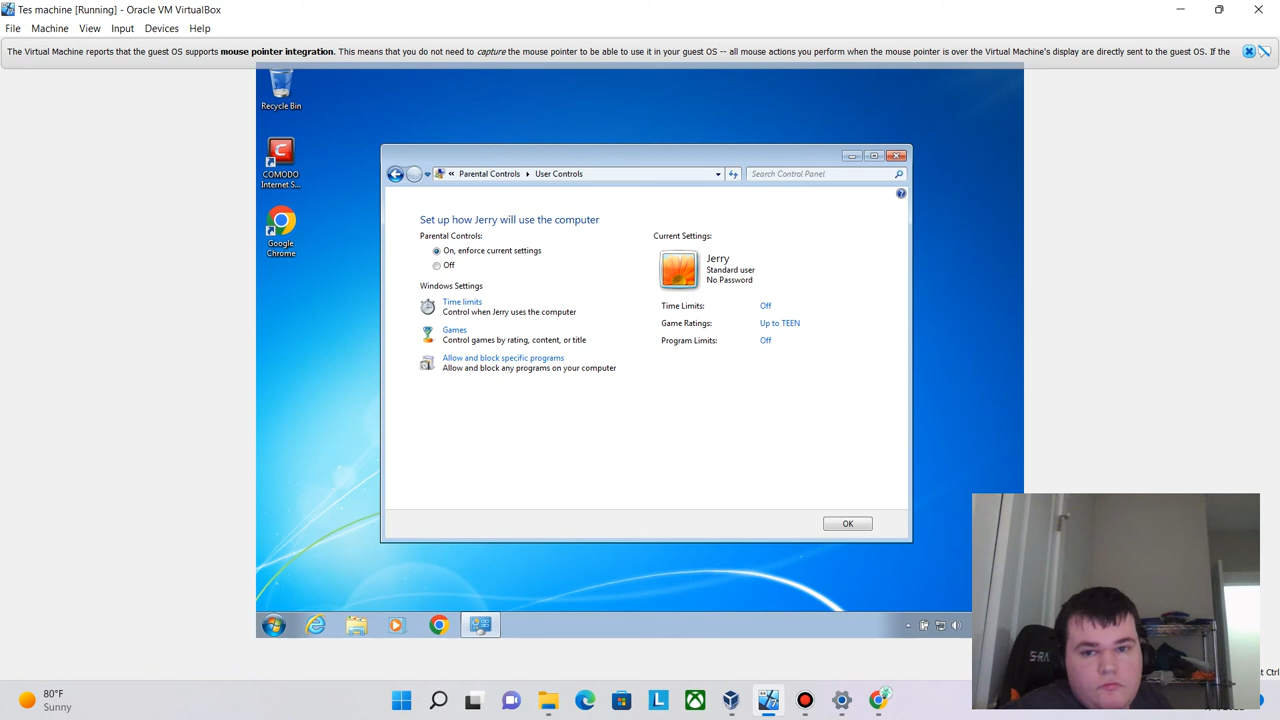 Tes machine [Running] - Oracle VM VirtualBox
File Machine View Input Devices Help
The Virtual Machine reports that the guest OS supports mouse pointer integration. This means that you do not need to capture the mouse pointer to be able to use it in your guest OS -- all mouse actions you perform when the mouse pointer is over the Virtual Machine's display are directly sent to the guest OS. If the
Recycle Bin
COMODO
Internet S...
Google
Chrome
« Parental Controls User Controls
Search Control Panel
Set up how Jerry will use the computer
Parental Controls:
On, enforce current settings
Off
Windows Settings
Time limits
Control when Jerry uses the computer
Games
Control games by rating, content, or title
Allow and block specific programs
Allow and block any programs on your computer
Current Settings:
Jerry
Standard user
No Password
Time Limits: Off
Game Ratings: Up to TEEN
Program Limits: Off
OK
80°F
Sunny